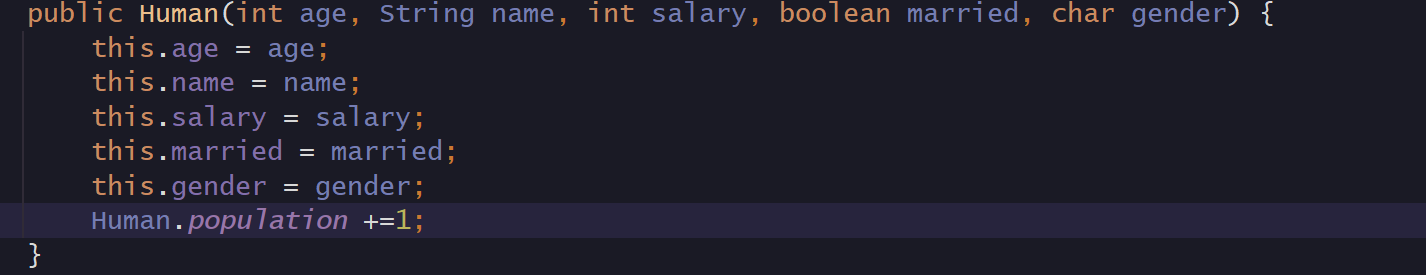 public Human(int age, String name, int salary, boolean married, char gender) {
    this.age = age;
    this.name = name;
    this.salary = salary;
    this.married = married;
    this.gender = gender;
    Human.population +=1;
}